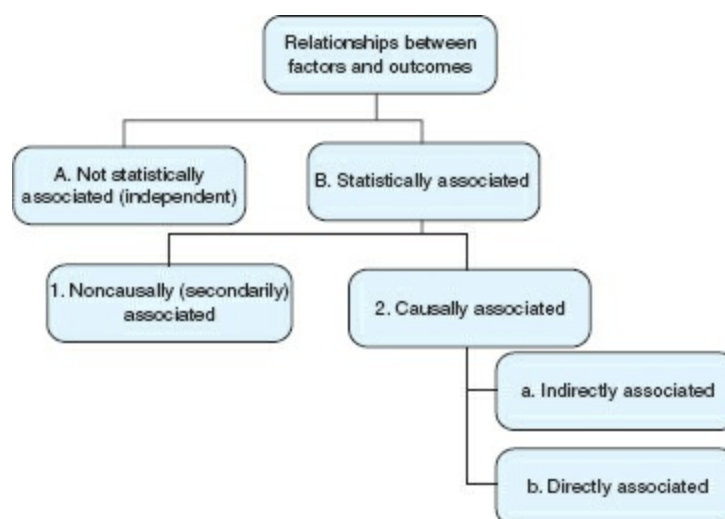 Relationships between
factors and outcomes
A. Not statistically
associated (independent)
B. Statistically associated
1. Noncausally (secondarily)
associated
2. Causally associated
a. Indirectly associated
b. Directly associated